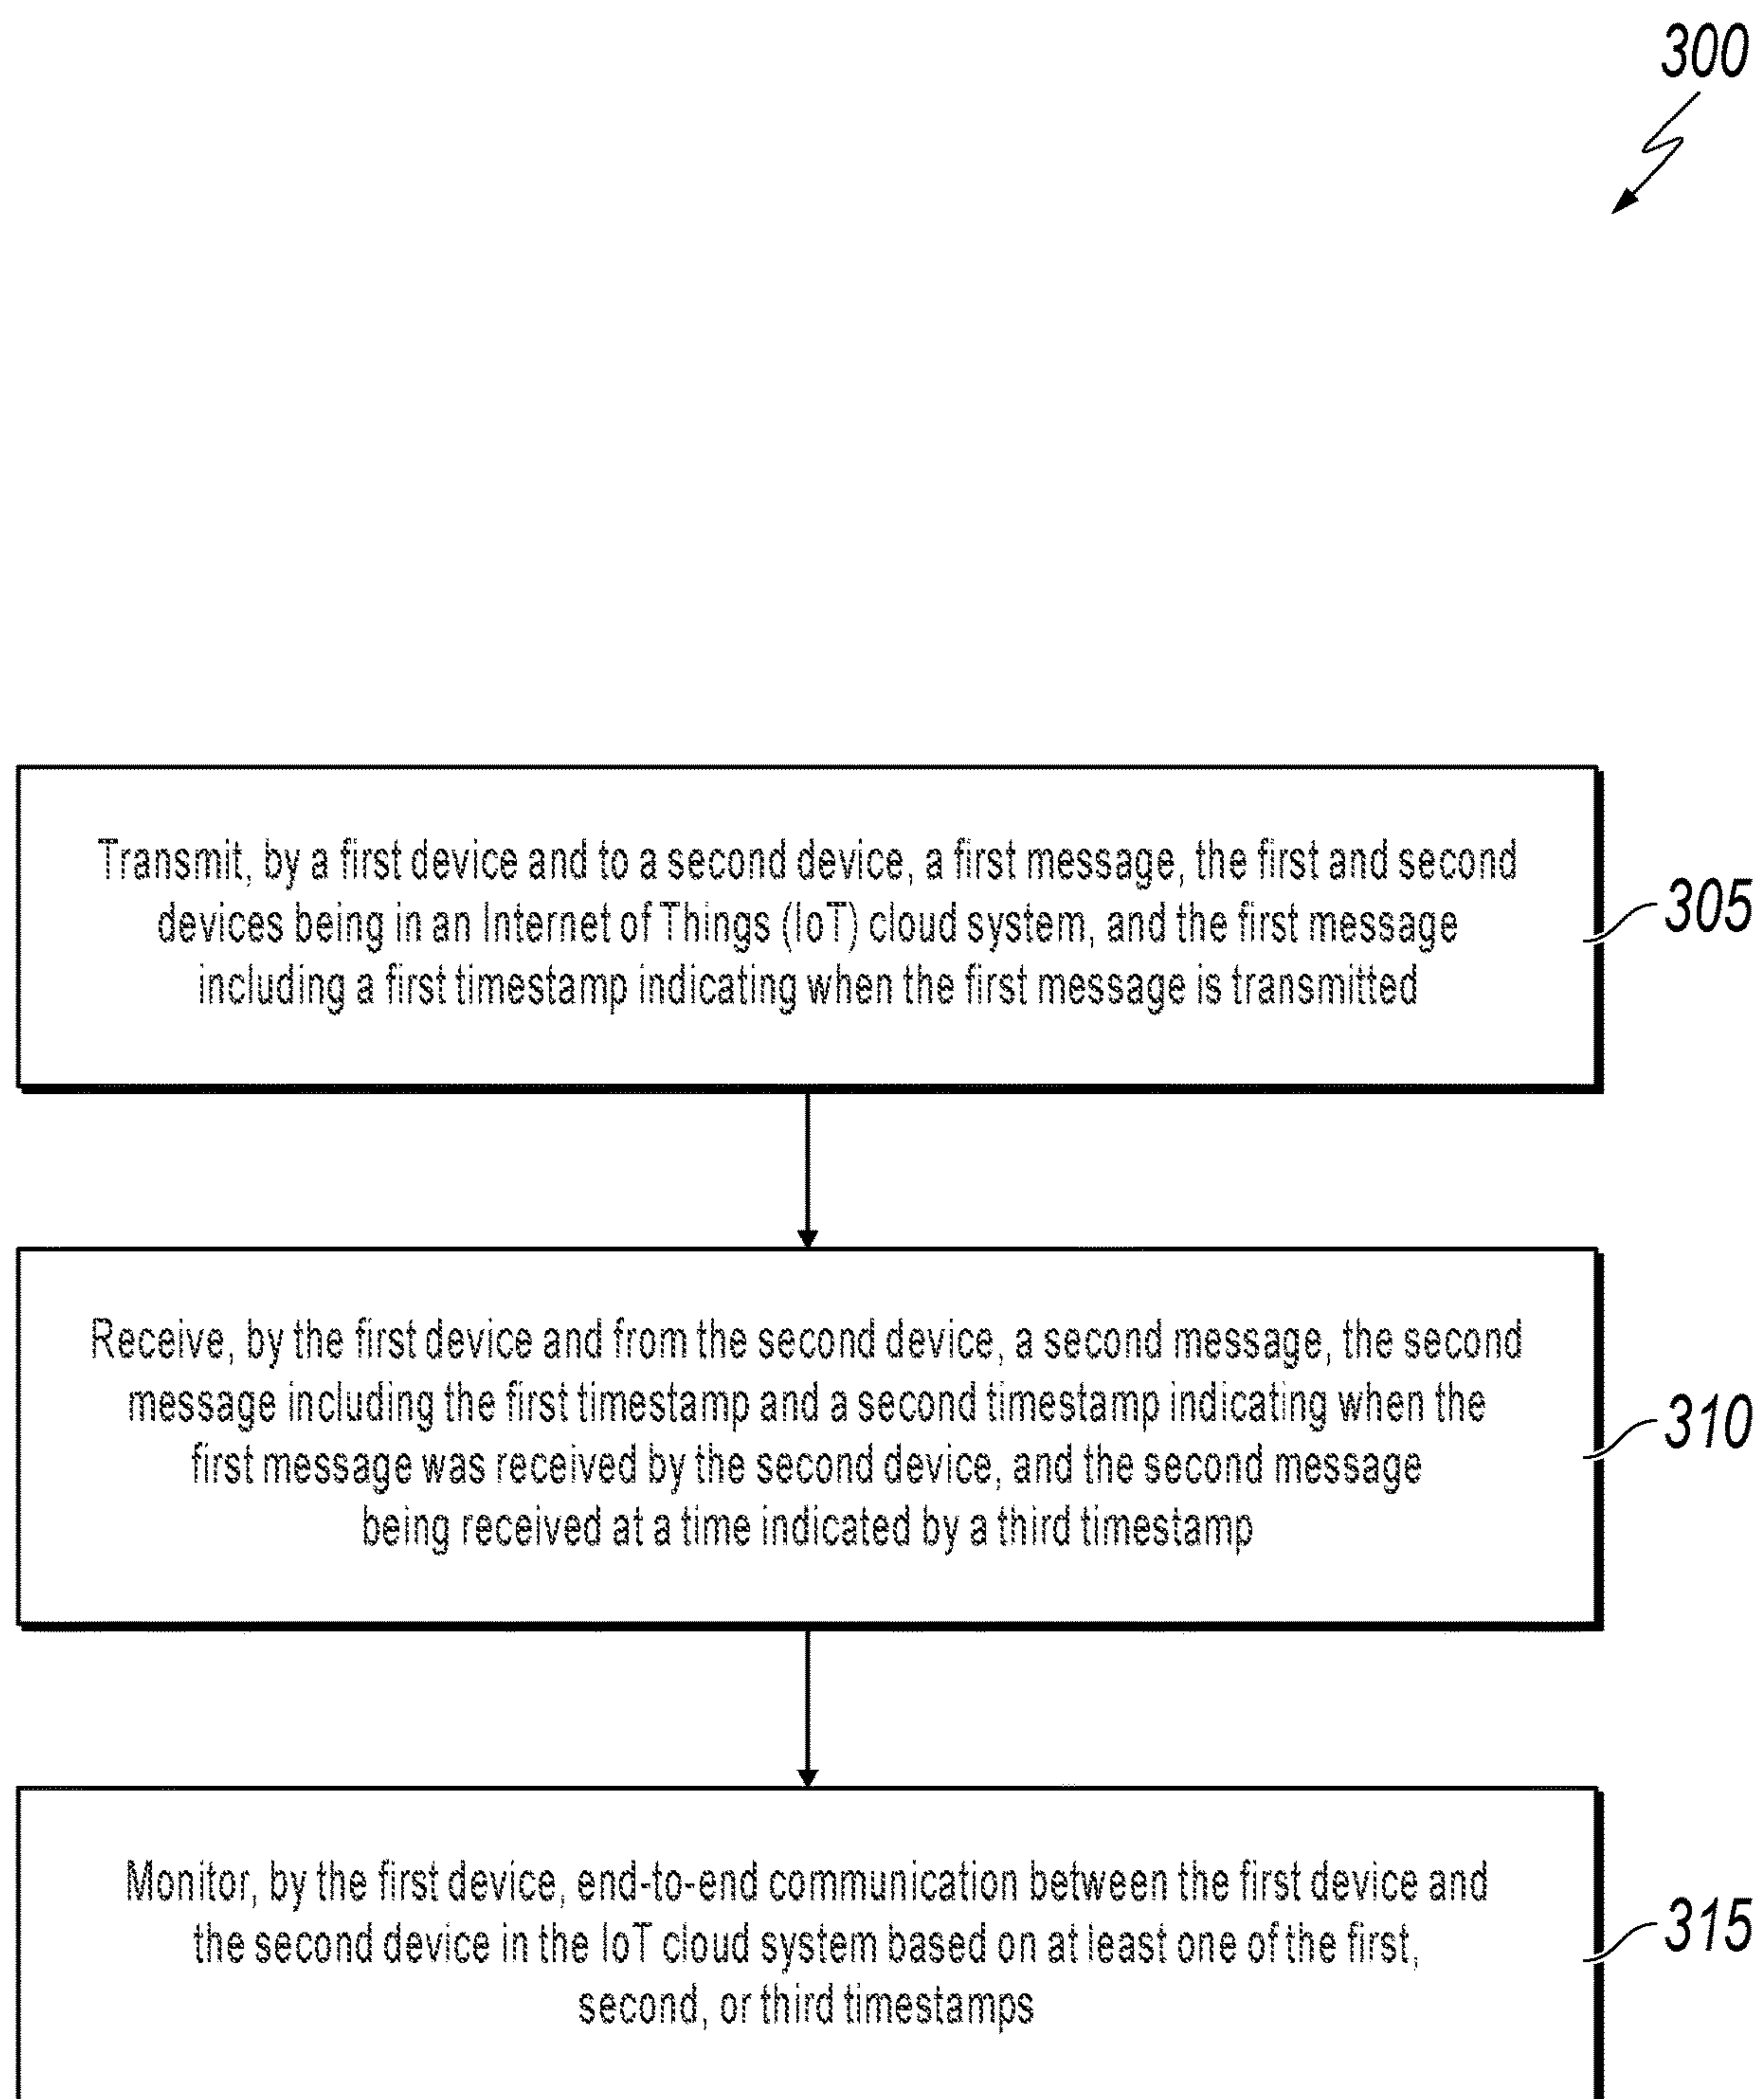 300
Transmit, by a first device and to a second device, a first message, the first and second
devices being in an Internet of Things (IoT) cloud system, and the first message
including a first timestamp indicating when the first message is transmitted
305
Receive, by the first device and from the second device, a second message, the second
message including the first timestamp and a second timestamp indicating when the
first message was received by the second device, and the second message
being received at a time indicated by a third timestamp
310
Monitor, by the first device, end-to-end communication between the first device and
the second device in the IoT cloud system based on at least one of the first,
second, or third timestamps
315